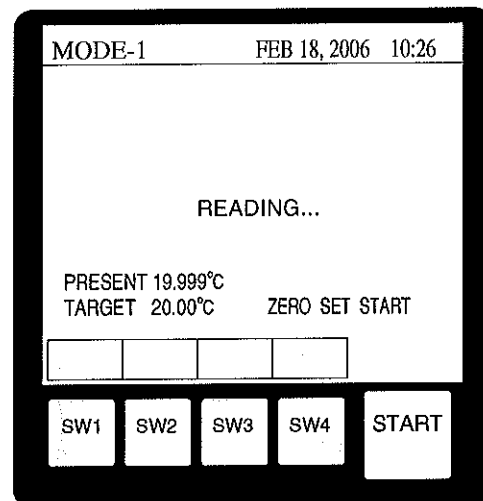 MODE-1 FEB 18, 2006 10:26
READING...
PRESENT 19.999°C
TARGET 20.00°C ZERO SET START
SW1 SW2 SW3 SW4 START